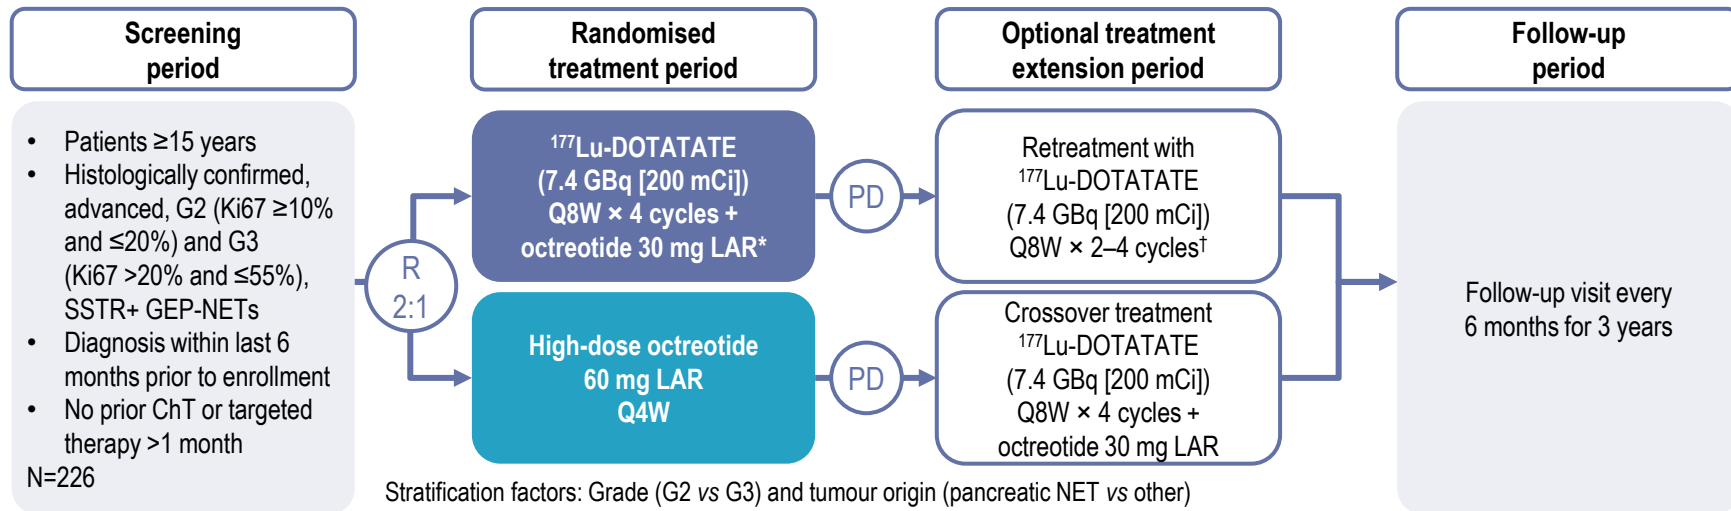 Screening
period
Randomised
treatment period
Optional treatment
extension period
Follow-up
period
• Patients ≥15 years
• Histologically confirmed,
advanced, G2 (Ki67 ≥10%
and ≤20%) and G3
(Ki67 >20% and ≤55%),
SSTR+ GEP-NETs
• Diagnosis within last 6
months prior to enrollment
• No prior ChT or targeted
therapy >1 month
N=226
R
2:1
¹⁷⁷Lu-DOTATATE
(7.4 GBq [200 mCi])
Q8W × 4 cycles +
octreotide 30 mg LAR*
PD
Retreatment with
¹⁷⁷Lu-DOTATATE
(7.4 GBq [200 mCi])
Q8W × 2–4 cycles†
High-dose octreotide
60 mg LAR
Q4W
PD
Crossover treatment
¹⁷⁷Lu-DOTATATE
(7.4 GBq [200 mCi])
Q8W × 4 cycles +
octreotide 30 mg LAR
Follow-up visit every
6 months for 3 years
Stratification factors: Grade (G2 vs G3) and tumour origin (pancreatic NET vs other)